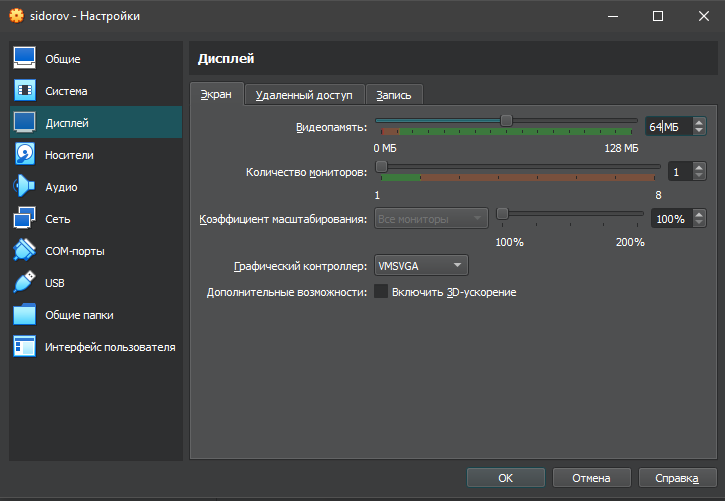 sidorov - Настройки
Общие
Система
Дисплей
Носители
Аудио
Сеть
COM-порты
USB
Общие папки
Интерфейс пользователя
Дисплей
Экран Удаленный доступ Запись
Видеопамять: 64 МБ
0 МБ 128 МБ
Количество мониторов: 1
1 8
Коэффициент масштабирования: Все мониторы 100%
100% 200%
Графический контроллер: VMSVGA
Дополнительные возможности: Включить 3D-ускорение
OK Отмена Справка